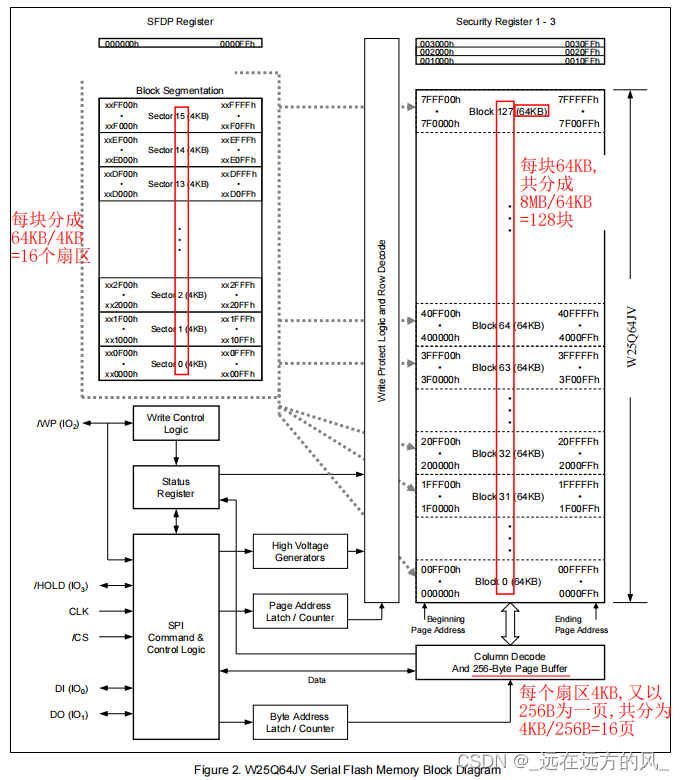 SFDP Register
000000h 0000FFh
Security Register 1 - 3
003000h 0030FFh
002000h 0020FFh
001000h 0010FFh
Block Segmentation
xxFF00h xxFFFFh
• Sector 15 (4KB) •
xxF000h xxF0FFh
xxEF00h xxEFFFh
• Sector 14 (4KB) •
xxE000h xxE0FFh
xxDF00h xxDFFFh
• Sector 13 (4KB) •
xxD000h xxD0FFh
每块分成
64KB/4KB
=16个扇区
xx2F00h xx2FFFh
• Sector 2 (4KB) •
xx2000h xx20FFh
xx1F00h xx1FFFh
• Sector 1 (4KB) •
xx1000h xx10FFh
xx0F00h xx0FFFh
• Sector 0 (4KB) •
xx0000h xx00FFh
Write Protect Logic and Row Decode
7FFF00h 7FFFFFh
• Block 127 (64KB) •
7F0000h 7F00FFh
每块64KB,
共分成
8MB/64KB
=128块
40FF00h 40FFFFh
• Block 64 (64KB) •
400000h 4000FFh
3FFF00h 3FFFFFh
• Block 63 (64KB) •
3F0000h 3F00FFh
20FF00h 20FFFFh
• Block 32 (64KB) •
200000h 2000FFh
1FFF00h 1FFFFFh
• Block 31 (64KB) •
1F0000h 1F00FFh
00FF00h 00FFFFh
• Block 0 (64KB) •
000000h 0000FFh
W25Q64JV
Beginning
Page Address
Ending
Page Address
/WP (IO2)
Write Control
Logic
Status
Register
High Voltage
Generators
/HOLD (IO3)
CLK
/CS
DI (IO0)
DO (IO1)
SPI
Command &
Control Logic
Page Address
Latch / Counter
Column Decode
And 256-Byte Page Buffer
Data
Byte Address
Latch / Counter
每个扇区4KB,又以
256B为一页,共分为
4KB/256B=16页
CSDN @_远在远方的风_
Figure 2. W25Q64JV Serial Flash Memory Block Diagram